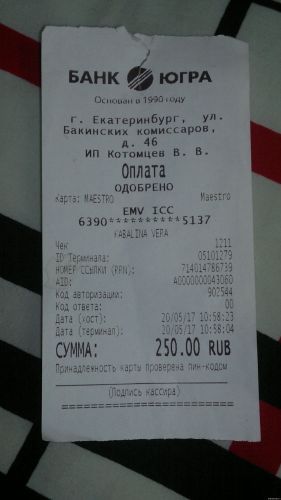 БАНК ЮГРА
Основан в 1990 году
г. Екатеринбург, ул.
Бакинских комиссаров,
д. 46
ИП Котомцев В. В.
Оплата
ОДОБРЕНО
Карта: MAESTRO Maestro
EMV ICC
6390**********5137
KABALINA VERA
Чек 1211
ID Терминала: 05101279
НОМЕР ССЫЛКИ (RRN): 714014786739
AID: A0000000043060
Код авторизации: 902544
Код ответа: 00
Дата (хост): 20/05/17 10:58:23
Дата (терминал): 20/05/17 10:58:04
СУММА: 250.00 RUB
Принадлежность карты проверена пин-кодом
(Подпись кассира)